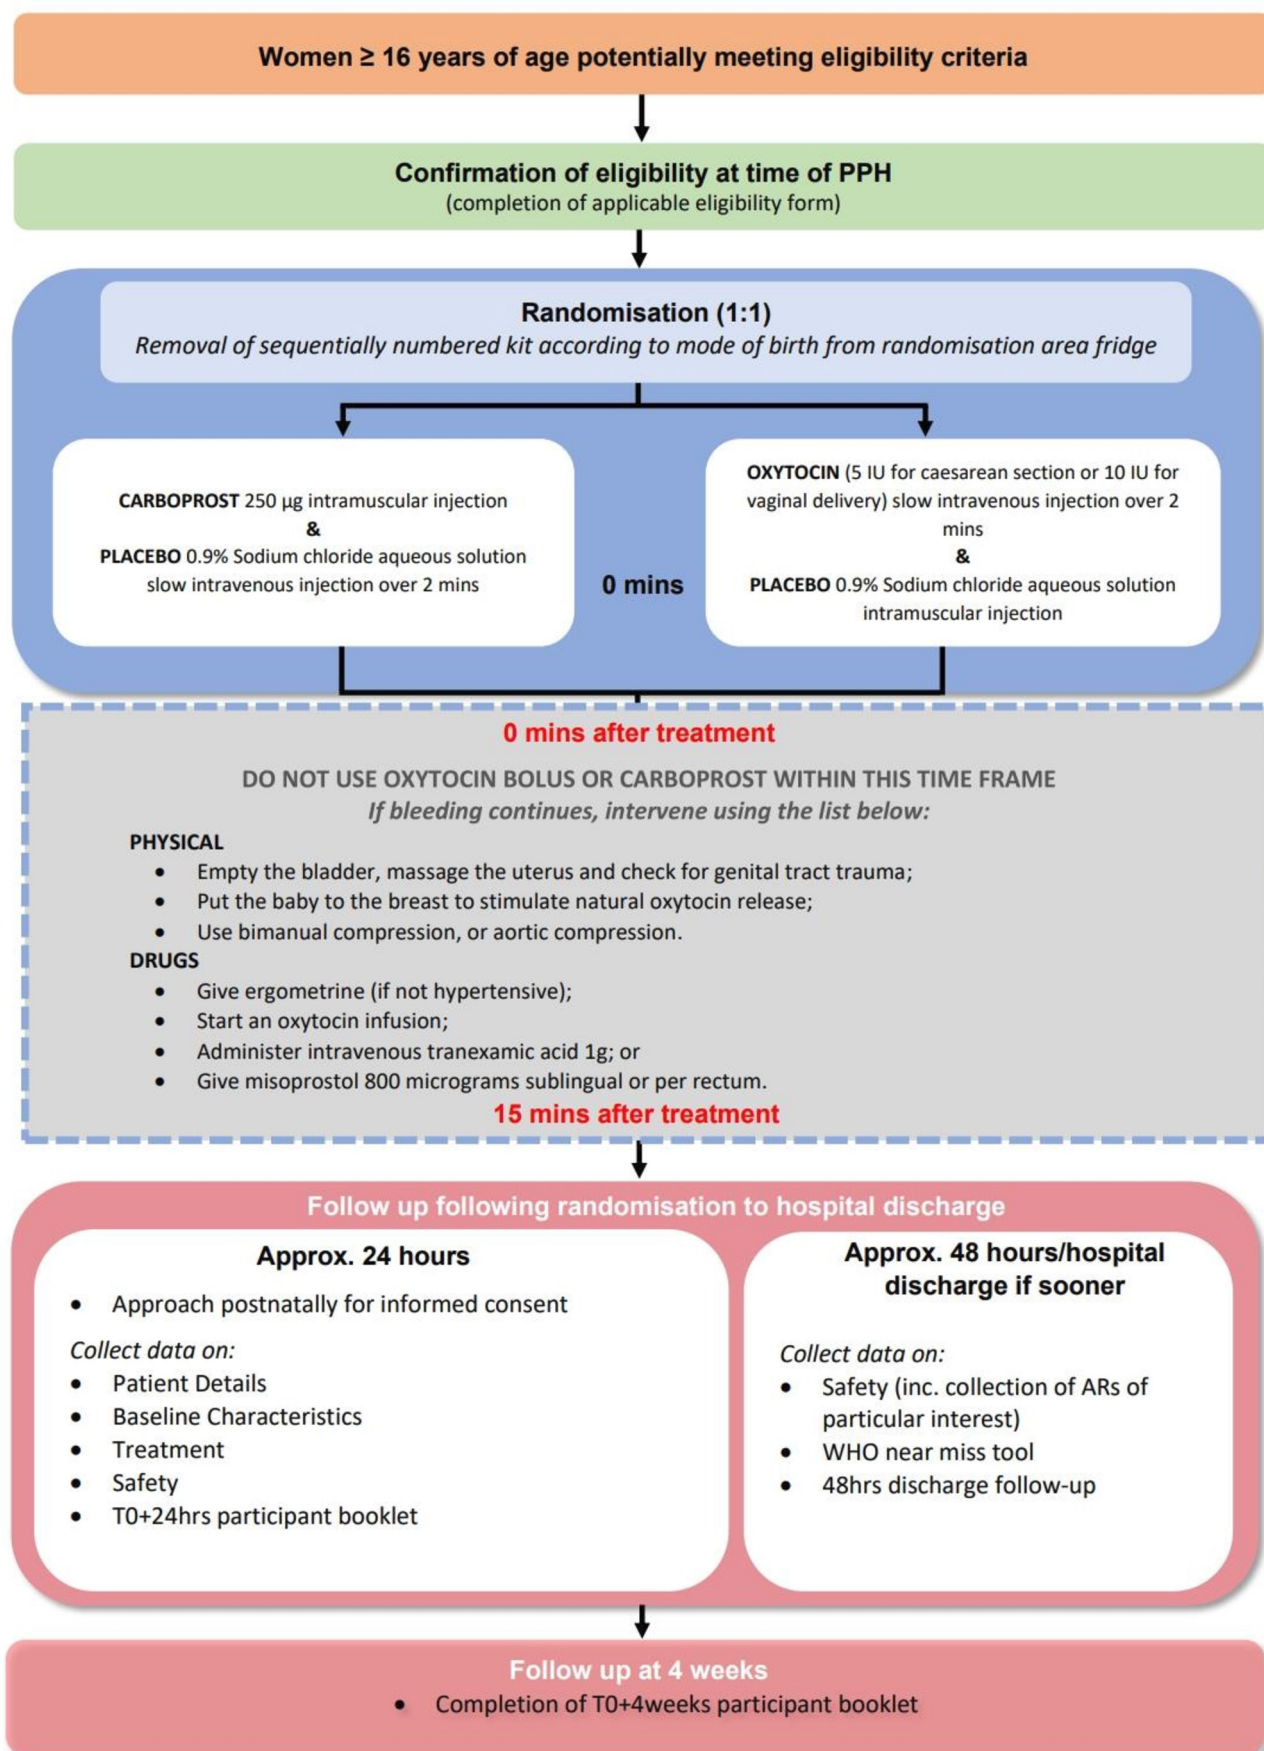 Women ≥ 16 years of age potentially meeting eligibility criteria
Confirmation of eligibility at time of PPH
(completion of applicable eligibility form)
Randomisation (1:1)
Removal of sequentially numbered kit according to mode of birth from randomisation area fridge
CARBOPROST 250 µg intramuscular injection
&
PLACEBO 0.9% Sodium chloride aqueous solution
slow intravenous injection over 2 mins
0 mins
OXYTOCIN (5 IU for caesarean section or 10 IU for
vaginal delivery) slow intravenous injection over 2
mins
&
PLACEBO 0.9% Sodium chloride aqueous solution
intramuscular injection
0 mins after treatment
DO NOT USE OXYTOCIN BOLUS OR CARBOPROST WITHIN THIS TIME FRAME
If bleeding continues, intervene using the list below:
PHYSICAL
• Empty the bladder, massage the uterus and check for genital tract trauma;
• Put the baby to the breast to stimulate natural oxytocin release;
• Use bimanual compression, or aortic compression.
DRUGS
• Give ergometrine (if not hypertensive);
• Start an oxytocin infusion;
• Administer intravenous tranexamic acid 1g; or
• Give misoprostol 800 micrograms sublingual or per rectum.
15 mins after treatment
Follow up following randomisation to hospital discharge
Approx. 24 hours
• Approach postnatally for informed consent
Collect data on:
• Patient Details
• Baseline Characteristics
• Treatment
• Safety
• T0+24hrs participant booklet
Approx. 48 hours/hospital
discharge if sooner
Collect data on:
• Safety (inc. collection of ARs of
particular interest)
• WHO near miss tool
• 48hrs discharge follow-up
Follow up at 4 weeks
• Completion of T0+4weeks participant booklet